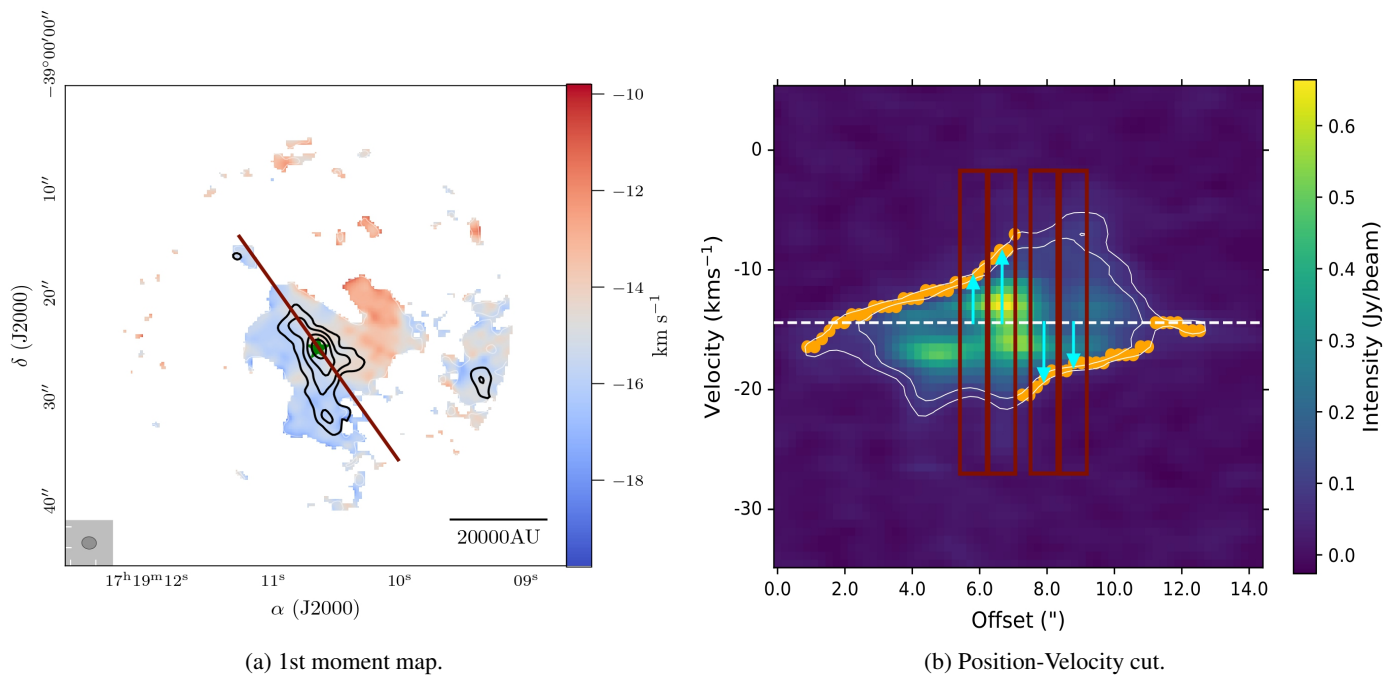 −39°00′00″
10″
20″
30″
40″
δ (J2000)
17ʰ19ᵐ12ˢ
11ˢ
10ˢ
09ˢ
α (J2000)
20000AU
−10
−12
−14
−16
−18
km s⁻¹
(a) 1st moment map.
0
-10
-20
-30
Velocity (kms⁻¹)
0.0 2.0 4.0 6.0 8.0 10.0 12.0 14.0
Offset (")
0.6
0.5
0.4
0.3
0.2
0.1
0.0
Intensity (Jy/beam)
(b) Position-Velocity cut.